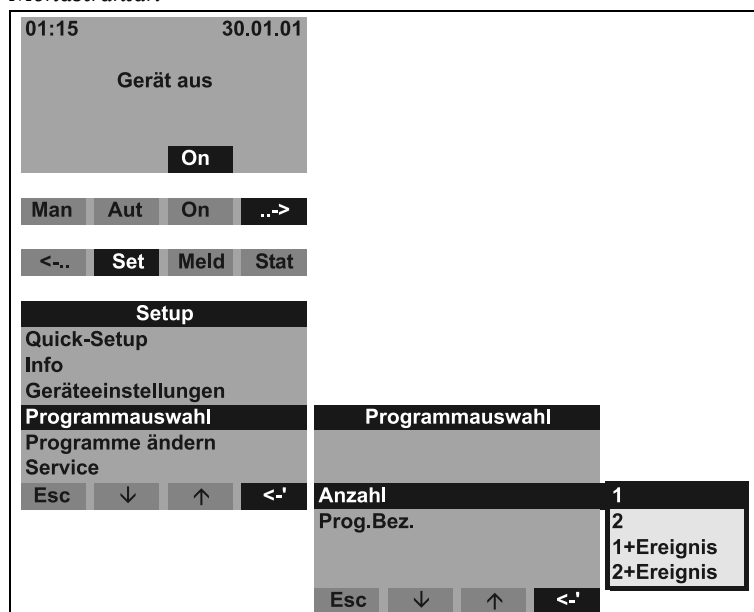 01:15 30.01.01
Gerät aus
On
Man Aut On ..->
<-.. Set Meld Stat
Setup
Quick-Setup
Info
Geräteeinstellungen
Programmauswahl
Programme ändern
Service
Esc ↓ ↑ <-'
Programmauswahl
Anzahl 1
Prog.Bez. 2
1+Ereignis
2+Ereignis
Esc ↓ ↑ <-'